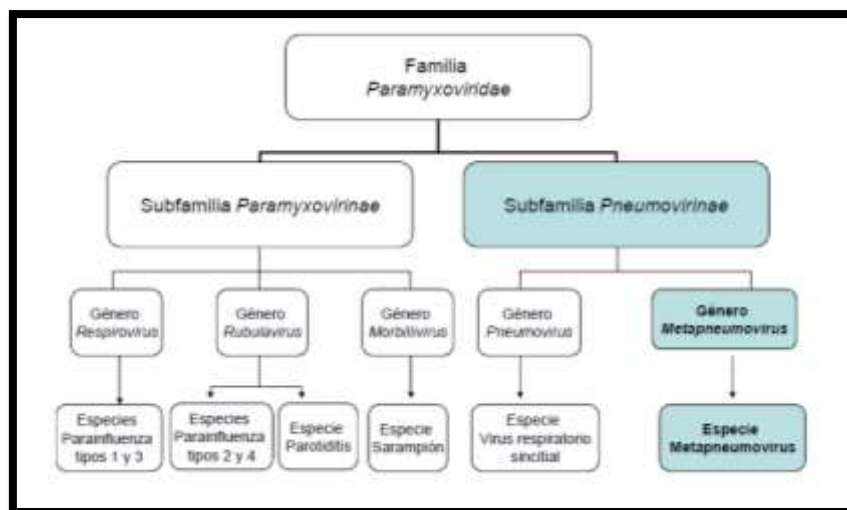 Familia
Paramyxoviridae
Subfamilia Paramyxovirinae
Subfamilia Pneumovirinae
Género
Respirovirus
Género
Rubulavirus
Género
Morbillivirus
Género
Pneumovirus
Género
Metapneumovirus
Especies
Parainfluenza
tipos 1 y 3
Especies
Parainfluenza
tipos 2 y 4
Especie
Parotiditis
Especie
Sarampión
Especie
Virus respiratorio
sincitial
Especie
Metapneumovirus